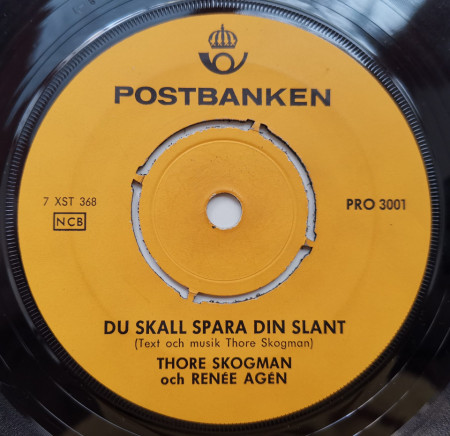 POSTBANKEN
7 XST 368
PRO 3001
NCB
DU SKALL SPARA DIN SLANT
(Text och musik Thore Skogman)
THORE SKOGMAN
och RENÉE AGÉN